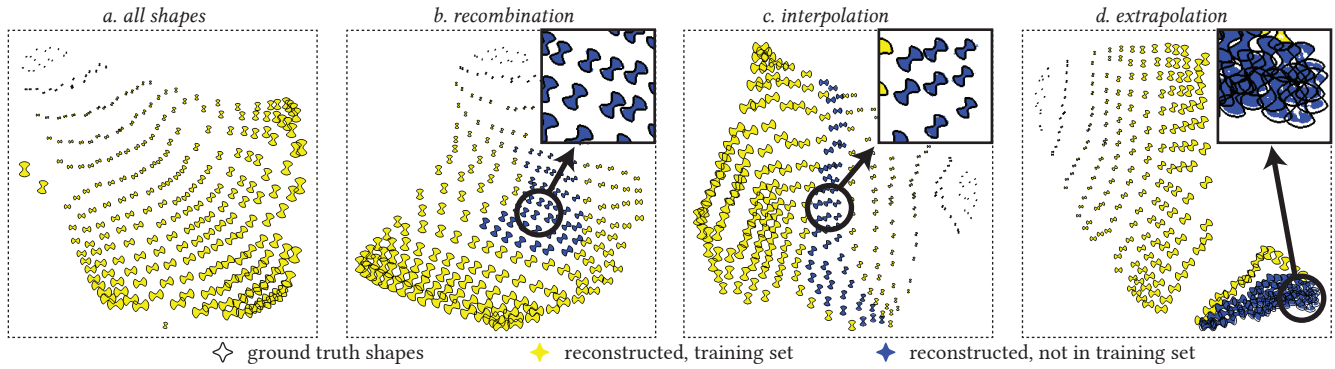 a. all shapes
b. recombination
c. interpolation
d. extrapolation
ground truth shapes
reconstructed, training set
reconstructed, not in training set